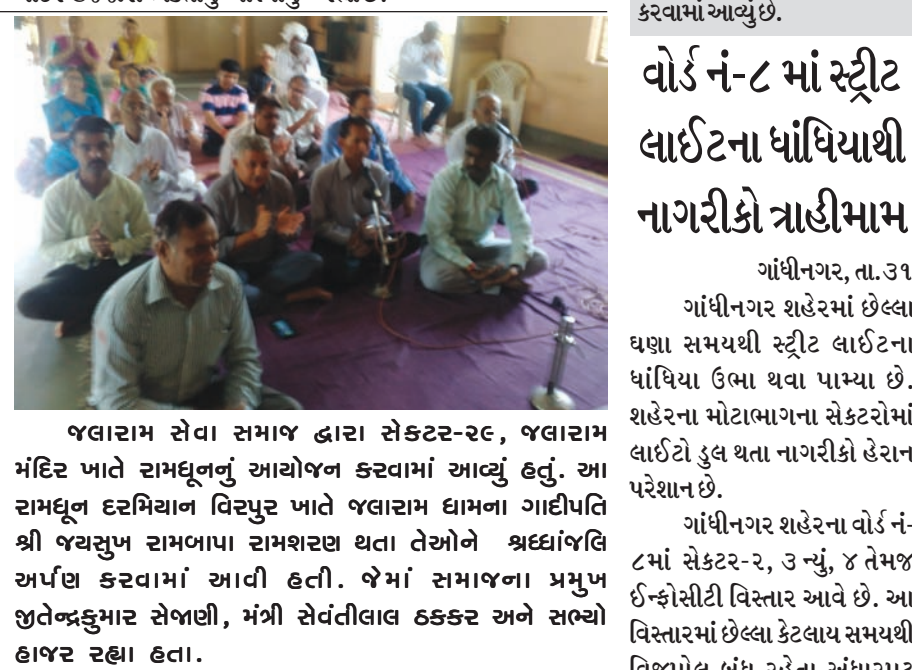 જલારામ સેવા સમાજ દ્વારા સેક્ટર-૨૯, જલારામ
મંદિર ખાતે રામધૂનનું આયોજન કરવામાં આવ્યું હતું. આ
રામધૂન દરમિયાન વિરપુર ખાતે જલારામ ધામના ગાદીપતિ
શ્રી જયસુખ રામબાપા રામશરણ થતા તેઓને શ્રધ્ધાંજલિ
અર્પણ કરવામાં આવી હતી. જેમાં સમાજના પ્રમુખ
જીતેન્દ્રકુમાર સેજાણી, મંત્રી સેવંતીલાલ ઠક્કર અને સભ્યો
હાજર રહ્યા હતા.
કરવામાં આવ્યું છે.
વોર્ડ નં-૮ માં સ્ટ્રીટ
લાઈટના ધાંધિયાથી
નાગરીકો ત્રાહીમામ
ગાંધીનગર, તા.૩૧
ગાંધીનગર શહેરમાં છેલ્લા
ઘણા સમયથી સ્ટ્રીટ લાઈટના
ધાંધિયા ઉભા થવા પામ્યા છે.
શહેરના મોટાભાગના સેકટરોમાં
લાઈટો ડુલ થતા નાગરીકો હેરાન
પરેશાન છે.
ગાંધીનગર શહેરના વોર્ડ નં-
૮માં સેકટર-૨, ૩ ન્યું, ૪ તેમજ
ઈન્ફોસીટી વિસ્તાર આવે છે. આ
વિસ્તારમાં છેલ્લા કેટલાય સમયથી